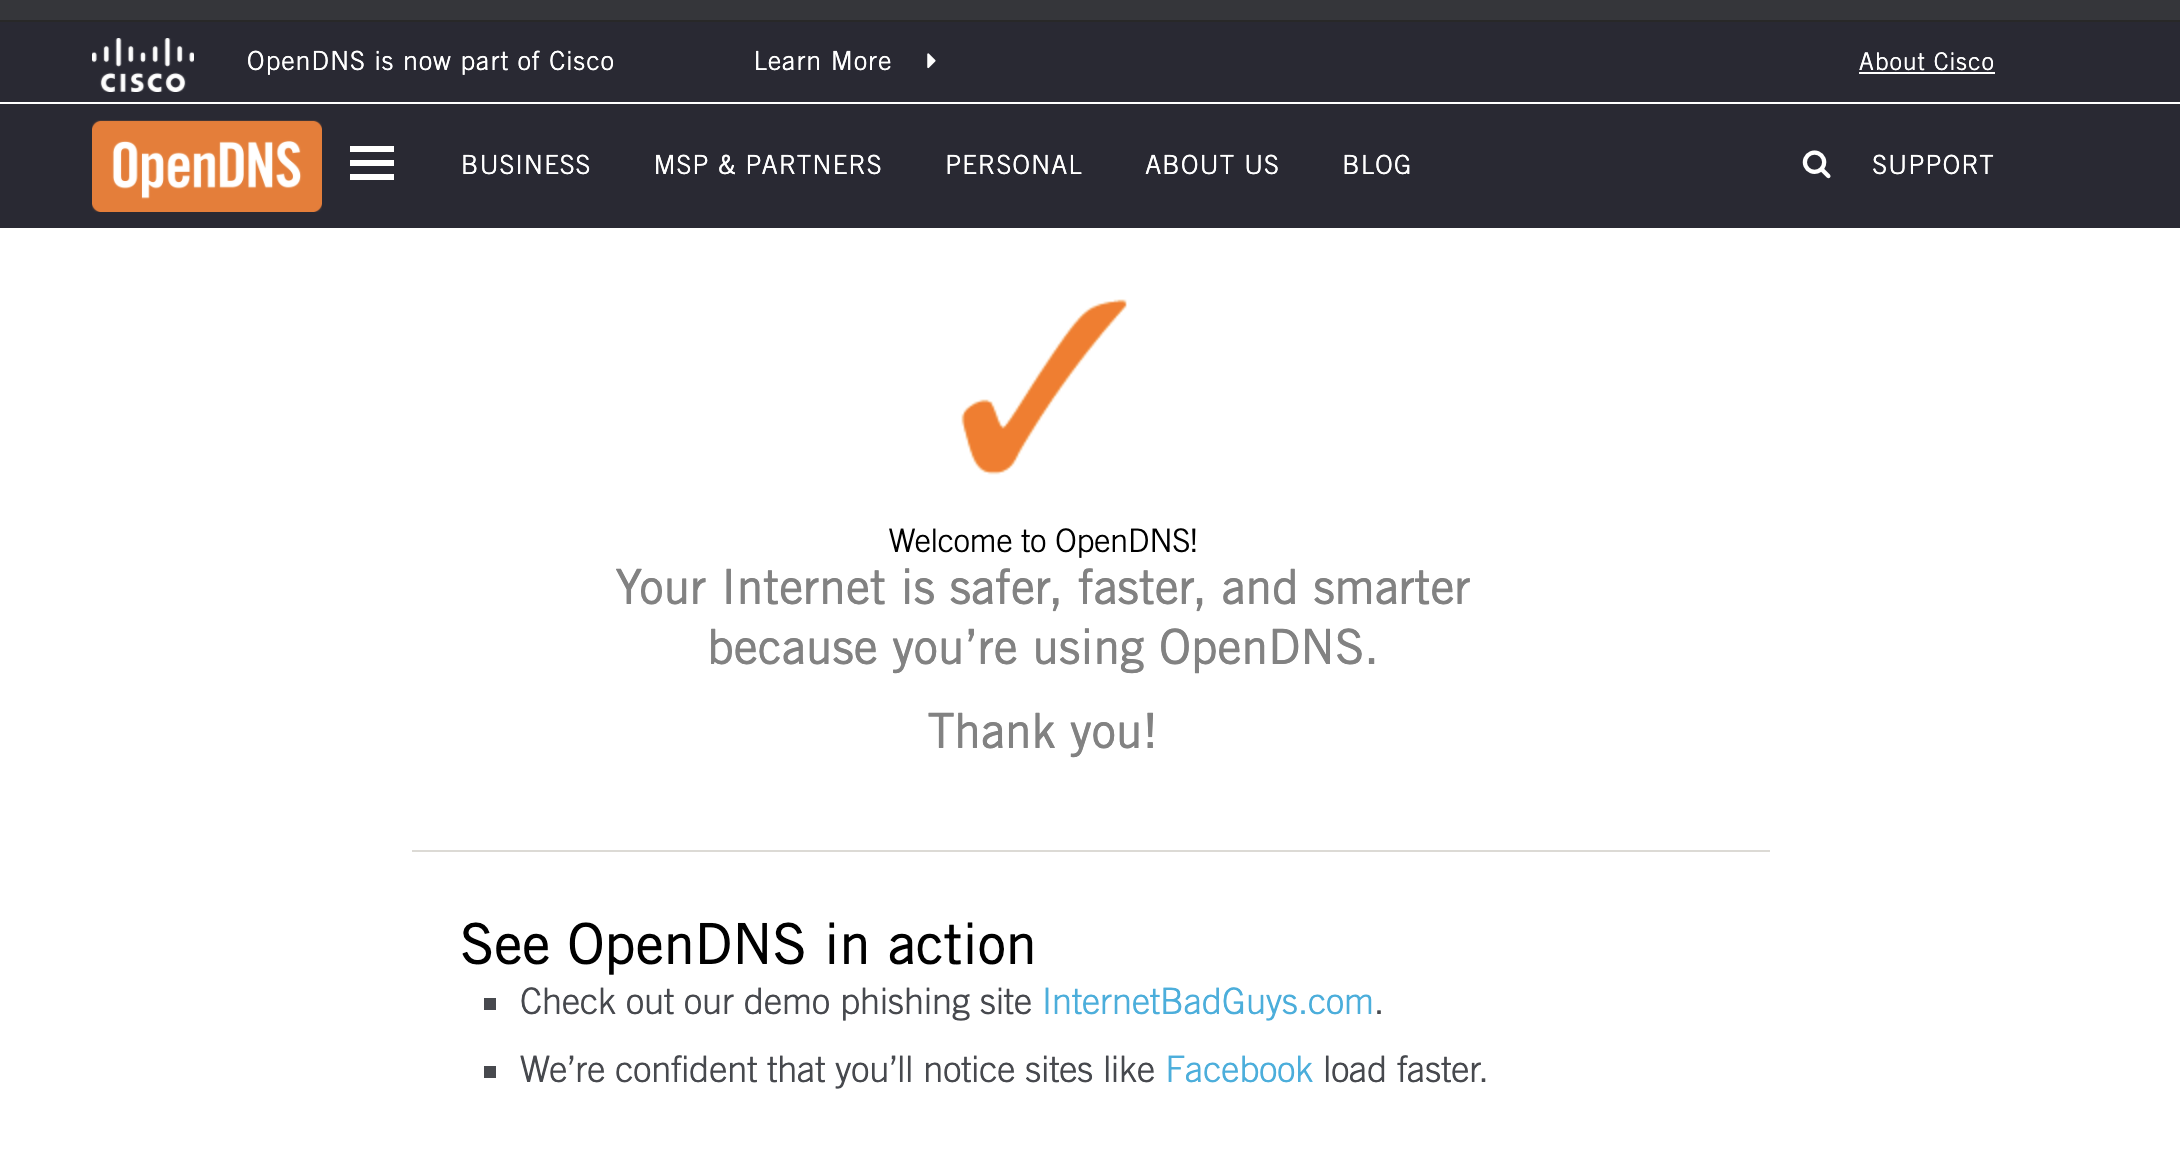 CISCO
OpenDNS is now part of Cisco
Learn More
About Cisco
OpenDNS
BUSINESS
MSP & PARTNERS
PERSONAL
ABOUT US
BLOG
SUPPORT
Welcome to OpenDNS!
Your Internet is safer, faster, and smarter
because you’re using OpenDNS.
Thank you!
See OpenDNS in action
Check out our demo phishing site InternetBadGuys.com.
We’re confident that you’ll notice sites like Facebook load faster.